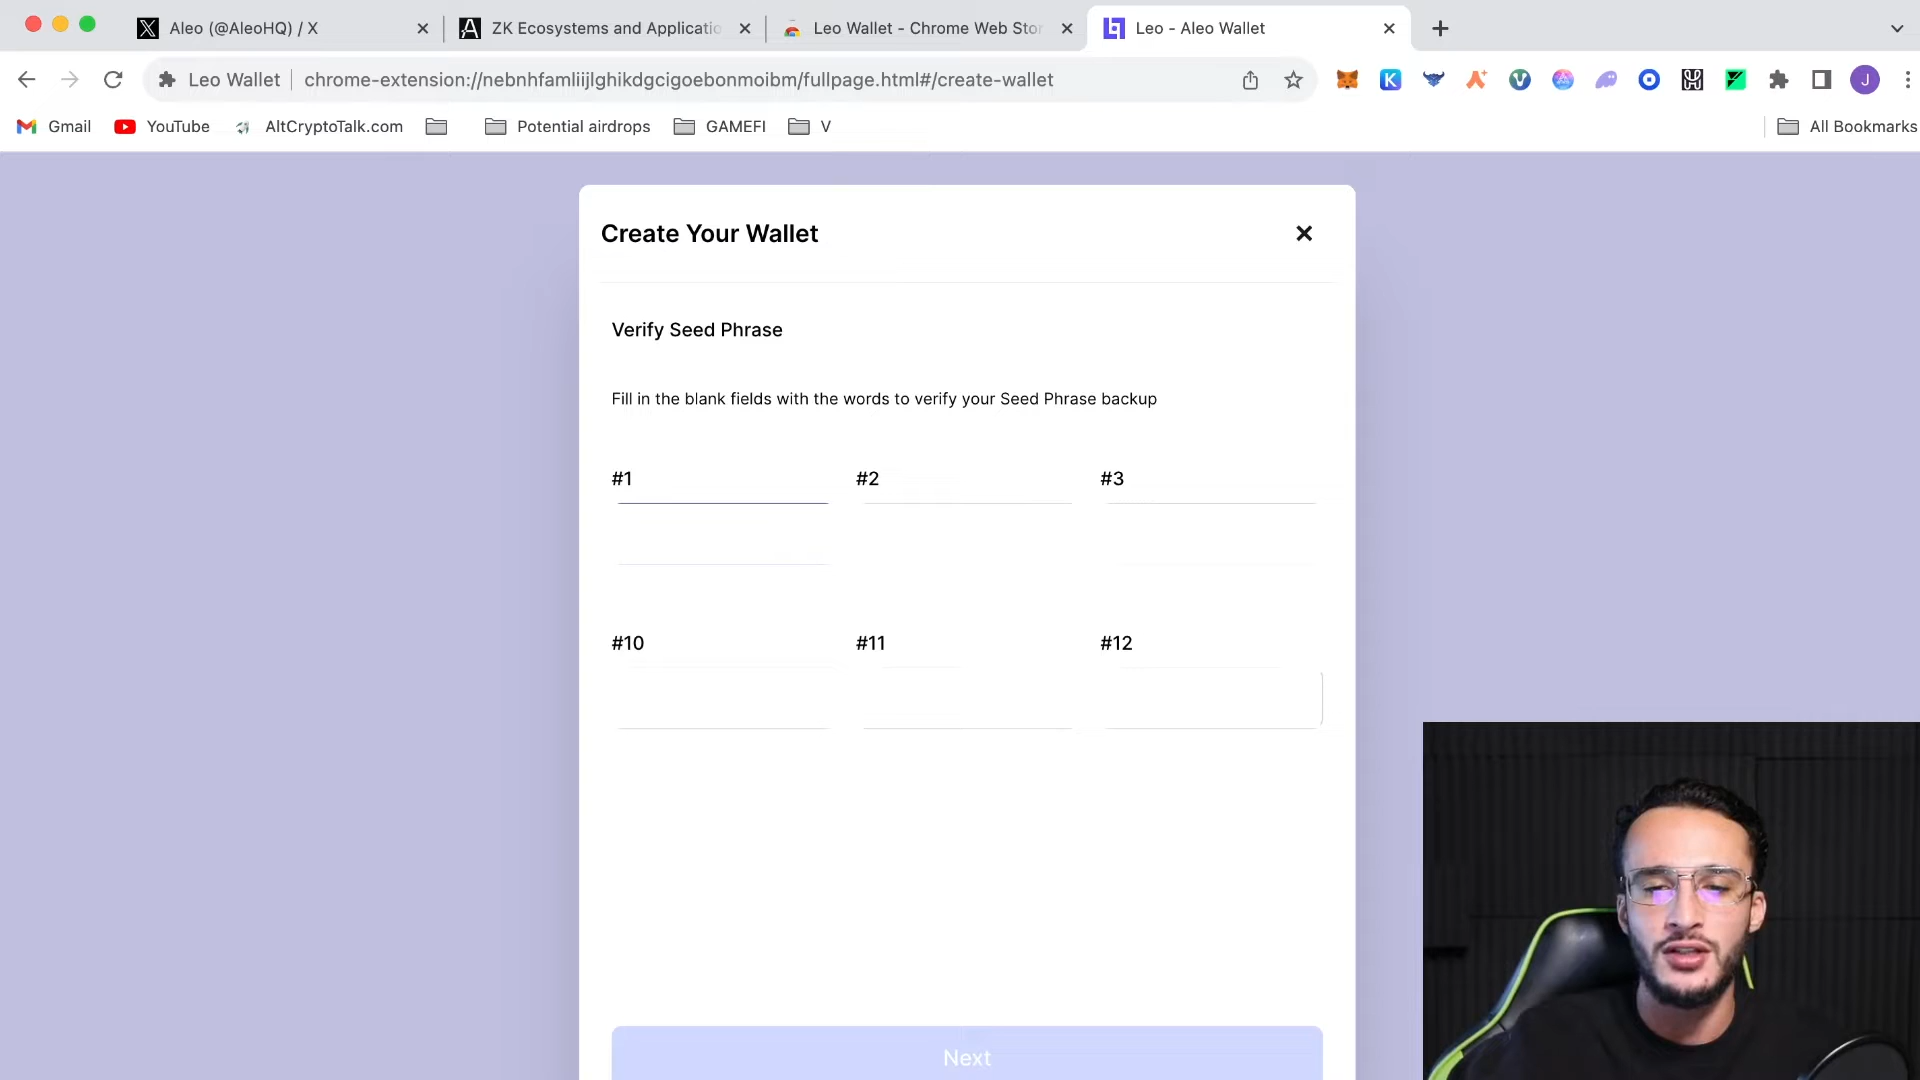 Aleo (@AleoHQ) / X
ZK Ecosystems and Applicatio
Leo Wallet - Chrome Web Stor
Leo - Aleo Wallet
Leo Wallet
chrome-extension://nebnhfamliijlghikdgcigoebonmoibm/fullpage.html#/create-wallet
J
Gmail
YouTube
AltCryptoTalk.com
Potential airdrops
GAMEFI
V
All Bookmarks
Create Your Wallet
Verify Seed Phrase
Fill in the blank fields with the words to verify your Seed Phrase backup
#1
#2
#3
#10
#11
#12
Next